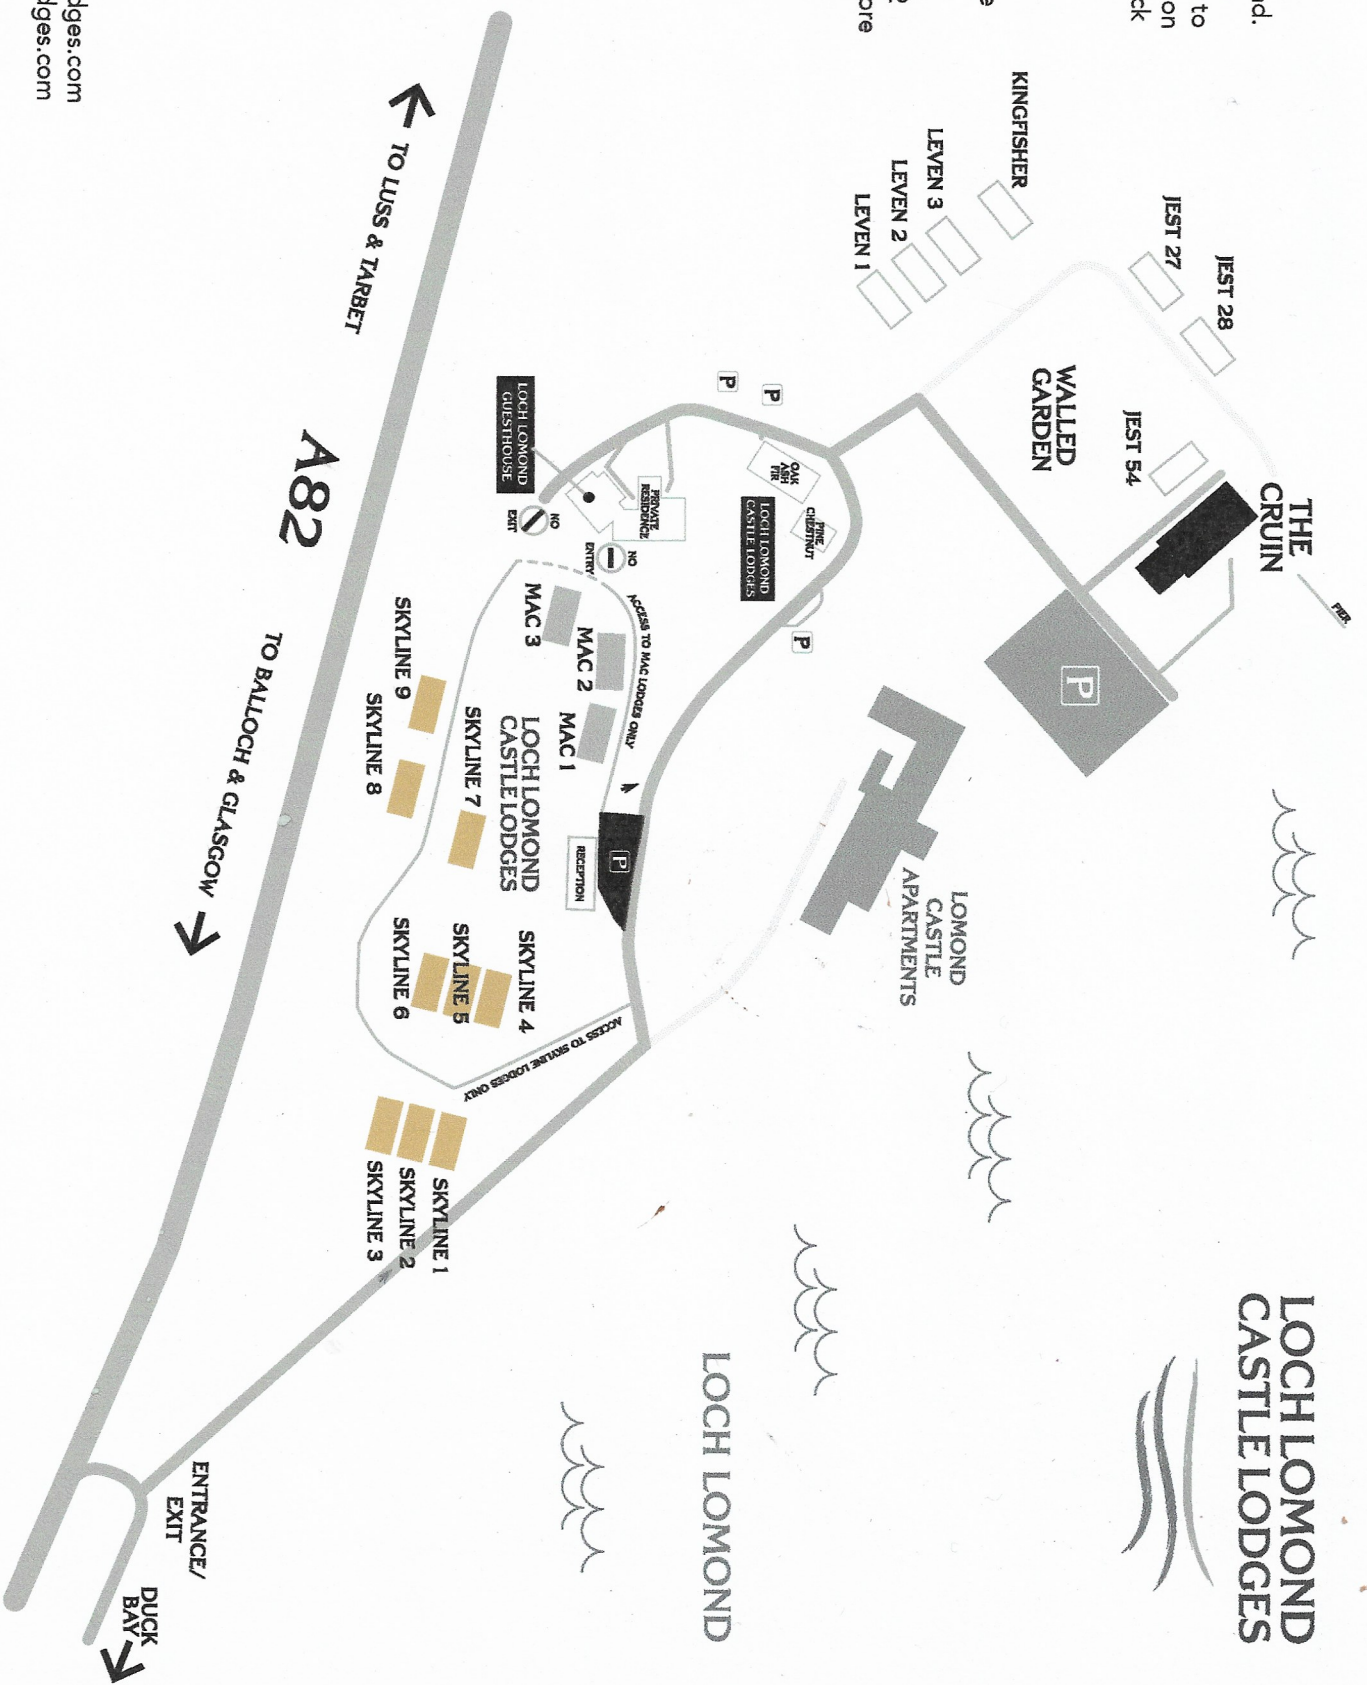 LOCH LOMOND
CASTLE LODGES
LOCH LOMOND
PIER
THE
CRUIN
JEST 28
JEST 27
JEST 54
WALLED
GARDEN
KINGFISHER
LEVEN 3
LEVEN 2
LEVEN 1
P
LOMOND
CASTLE
APARTMENTS
P
P
P
OAK
ASH
FIR
PINE
CHESTNUT
LOCH LOMOND
CASTLE LODGES
PRIVATE
RESIDENCE
LOCH LOMOND
GUESTHOUSE
NO
EXIT
NO
ENTRY
ACCESS TO MAC LODGES ONLY
MAC 3
MAC 2
MAC 1
P
RECEPTION
LOCH LOMOND
CASTLE LODGES
SKYLINE 9
SKYLINE 8
SKYLINE 7
SKYLINE 4
SKYLINE 5
SKYLINE 6
ACCESS TO SKYLINE LODGES ONLY
SKYLINE 1
SKYLINE 2
SKYLINE 3
TO LUSS & TARBET
A82
TO BALLOCH & GLASGOW
ENTRANCE/
EXIT
DUCK
BAY
nd.
to
on
ck
e
ore
dges.com
dges.com